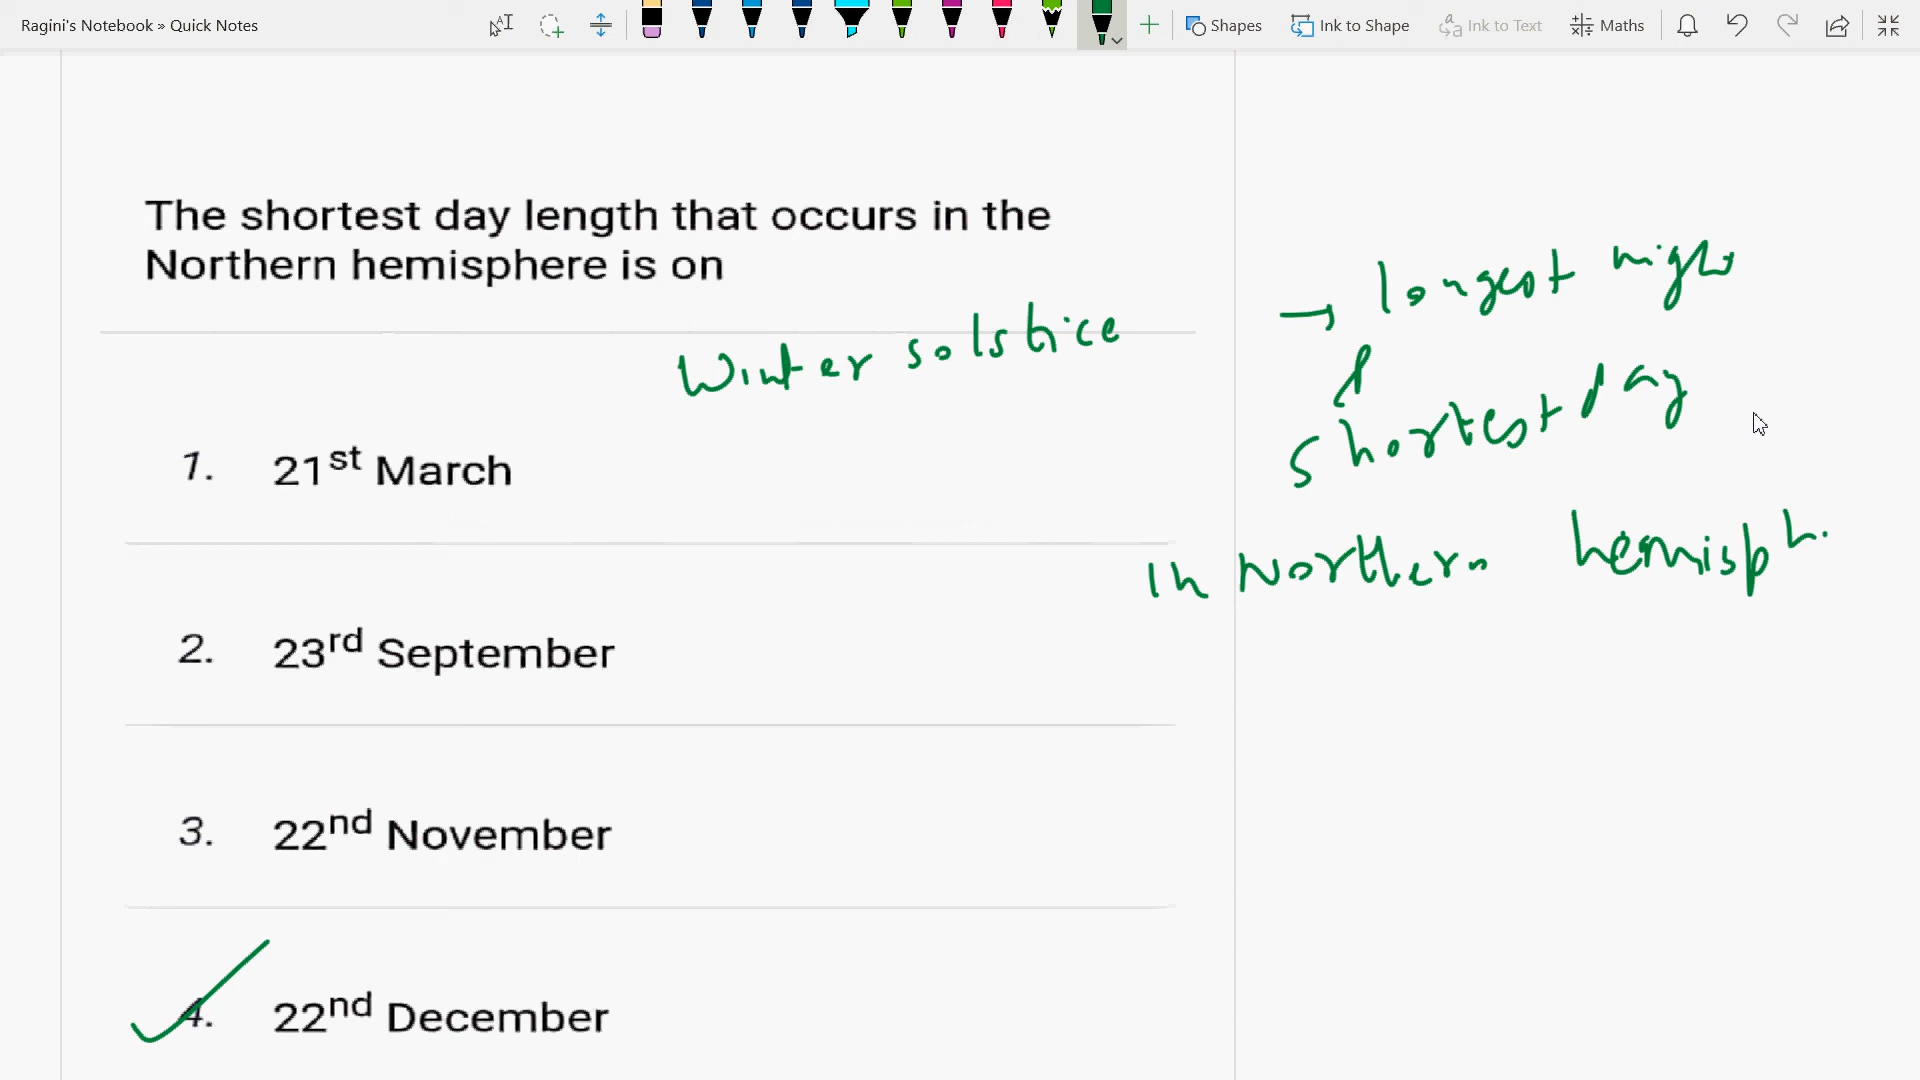 Ragini's Notebook » Quick Notes
Shapes
Ink to Shape
Ink to Text
Maths
The shortest day length that occurs in the
Northern hemisphere is on
Winter solstice
→ longest night
&
shortest day
In Northern hemisph.
1. 21st March
2. 23rd September
3. 22nd November
4. 22nd December